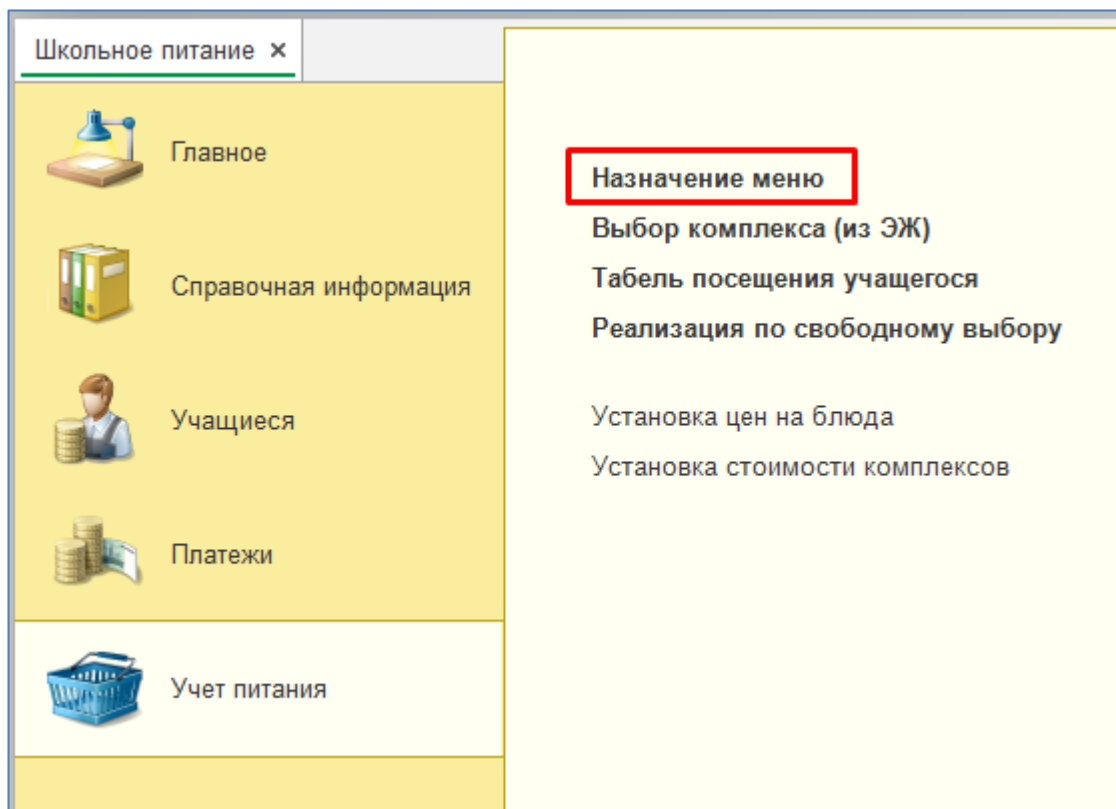 Школьное питание ×
Главное
Справочная информация
Учащиеся
Платежи
Учет питания
Назначение меню
Выбор комплекса (из ЭЖ)
Табель посещения учащегося
Реализация по свободному выбору
Установка цен на блюда
Установка стоимости комплексов